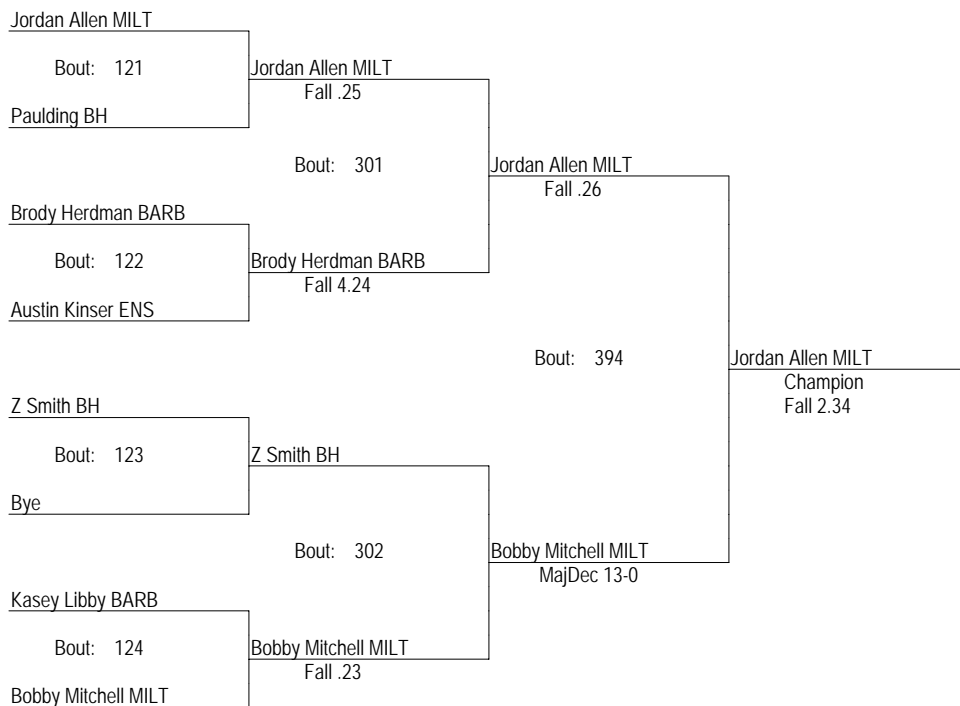 Jordan Allen MILT
Bout: 121
Jordan Allen MILT
Fall .25
Paulding BH
Bout: 301
Jordan Allen MILT
Fall .26
Brody Herdman BARB
Bout: 122
Brody Herdman BARB
Fall 4.24
Austin Kinser ENS
Bout: 394
Jordan Allen MILT
Champion
Fall 2.34
Z Smith BH
Bout: 123
Z Smith BH
Bye
Bout: 302
Bobby Mitchell MILT
MajDec 13-0
Kasey Libby BARB
Bout: 124
Bobby Mitchell MILT
Fall .23
Bobby Mitchell MILT